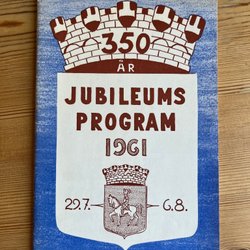 350
ÅR
JUBILEUMS
PROGRAM
1961
29.7. - 6.8.